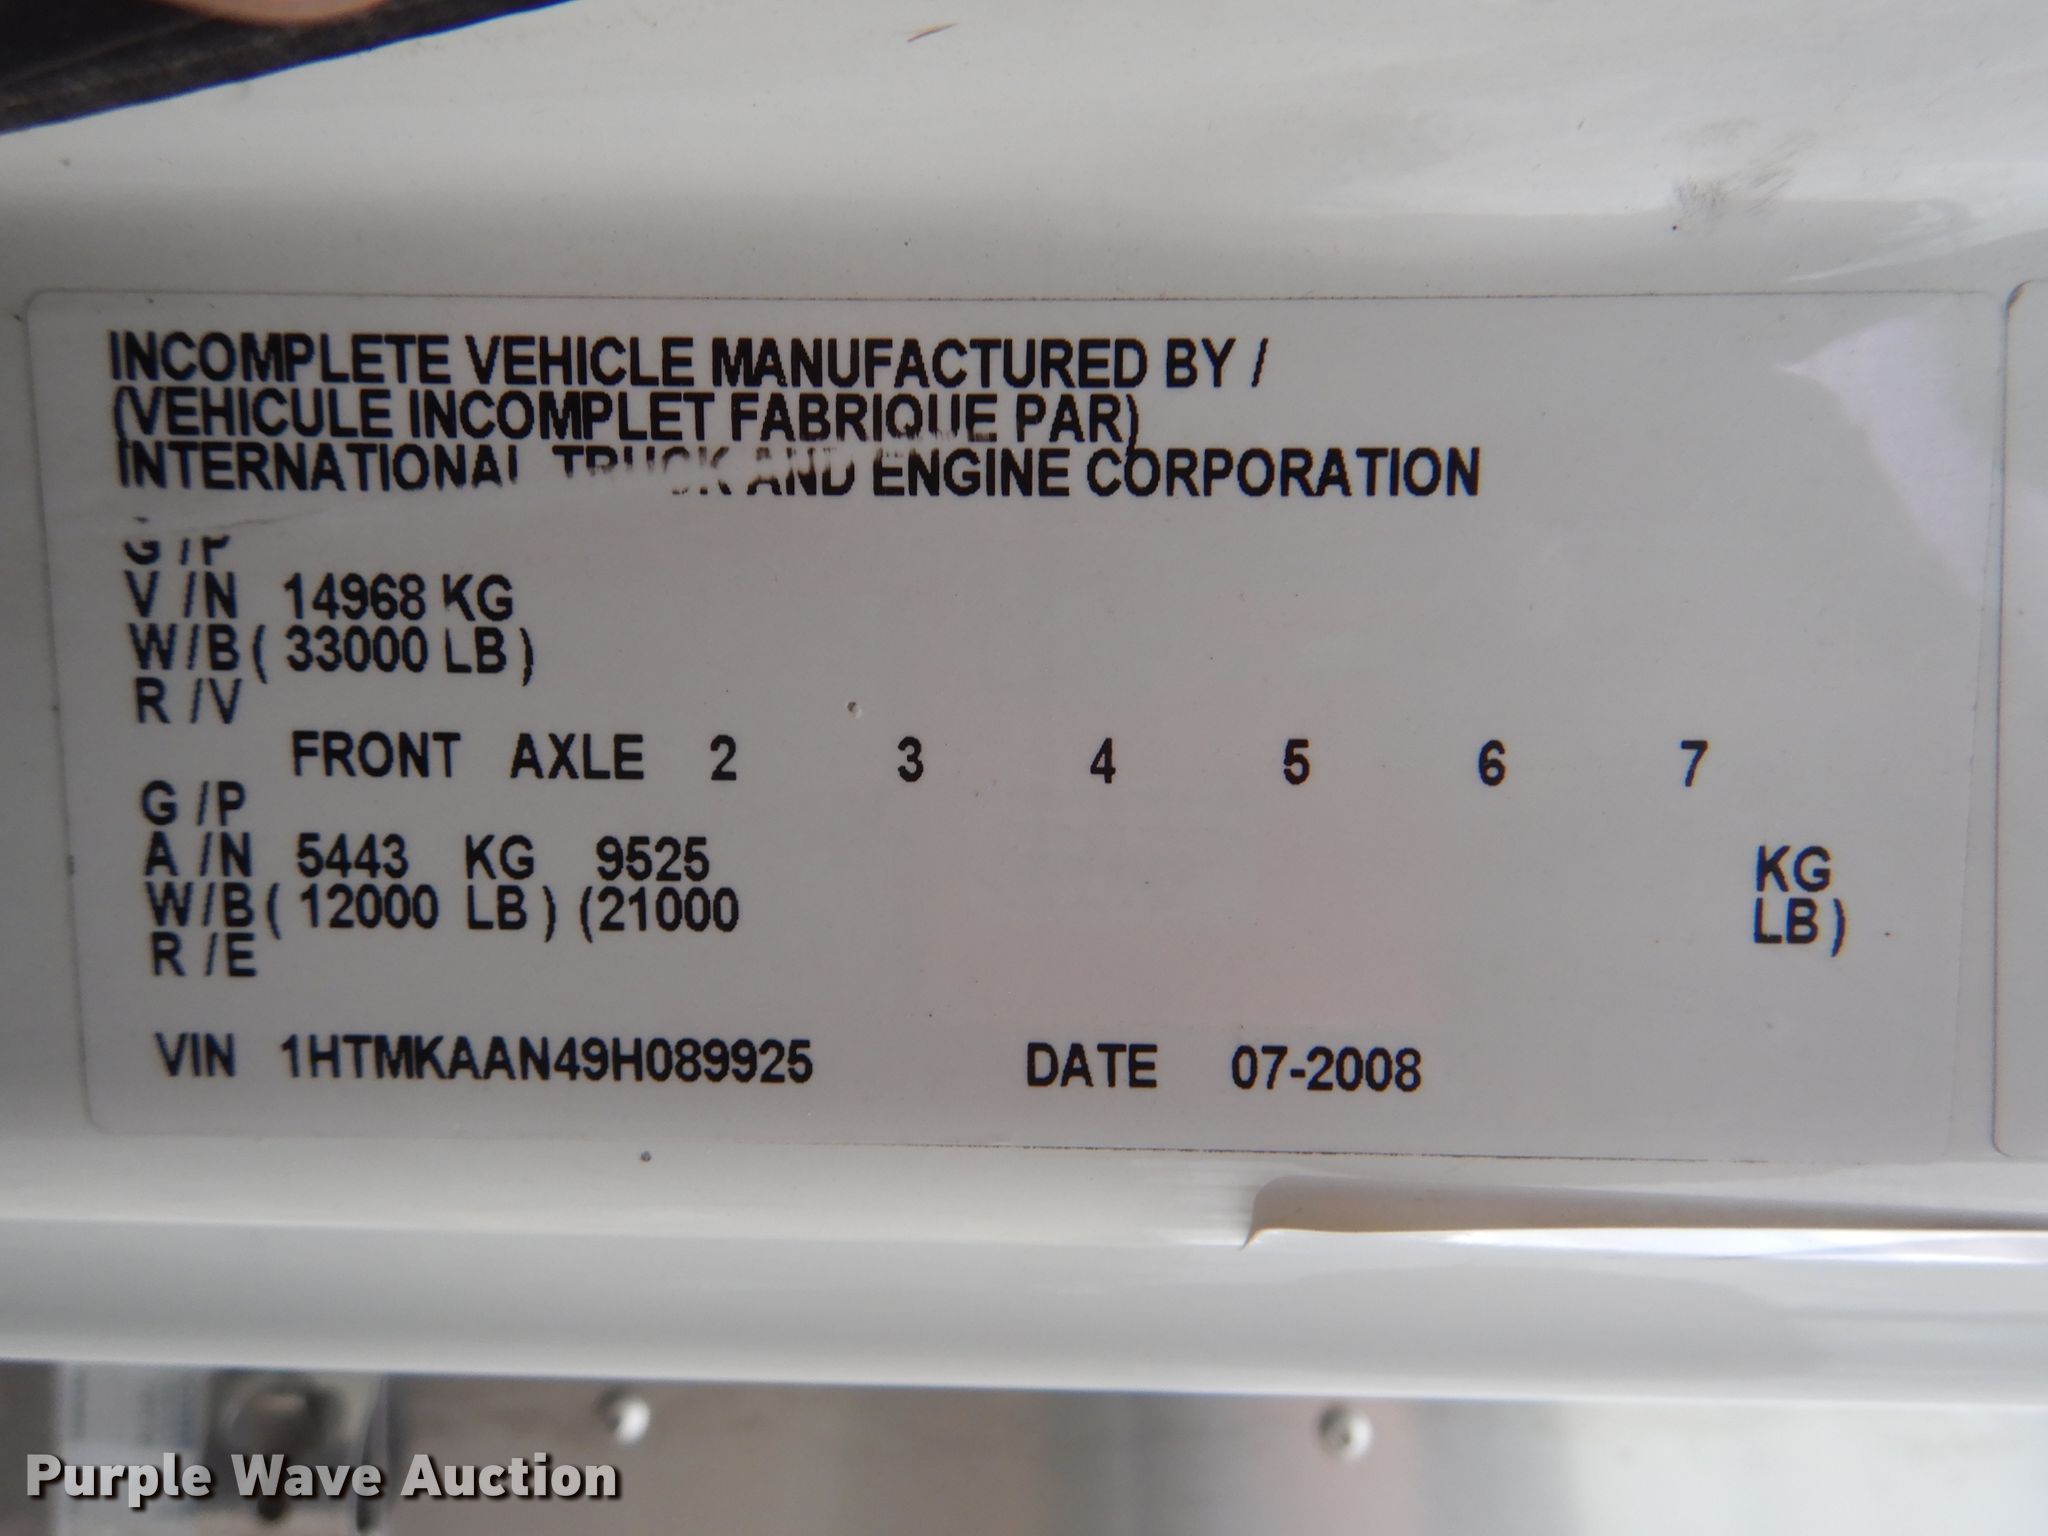 INCOMPLETE VEHICLE MANUFACTURED BY /
(VEHICULE INCOMPLET FABRIQUE PAR)
INTERNATIONAL TRUCK AND ENGINE CORPORATION
G /P
V /N 14968 KG
W/B ( 33000 LB )
R /V
FRONT AXLE 2 3 4 5 6 7
G /P
A /N 5443 KG 9525 KG
W/B ( 12000 LB ) (21000 LB )
R /E
VIN 1HTMKAAN49H089925 DATE 07-2008
Purple Wave Auction